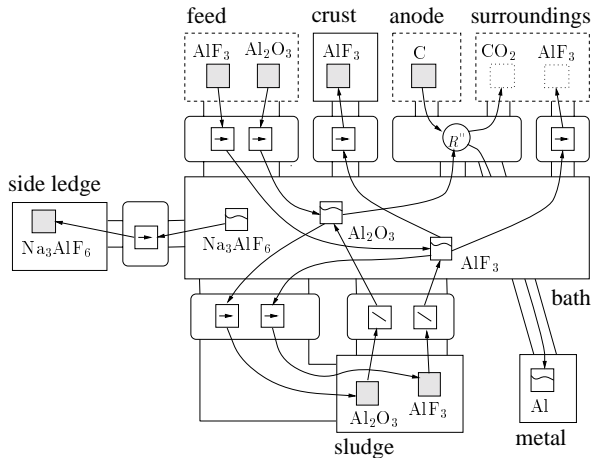 feed crust anode surroundings
AlF₃ Al₂O₃ AlF₃ C CO₂ AlF₃
R''
side ledge
Na₃AlF₆ Na₃AlF₆ Al₂O₃ AlF₃
bath
Al₂O₃ AlF₃ Al
sludge metal